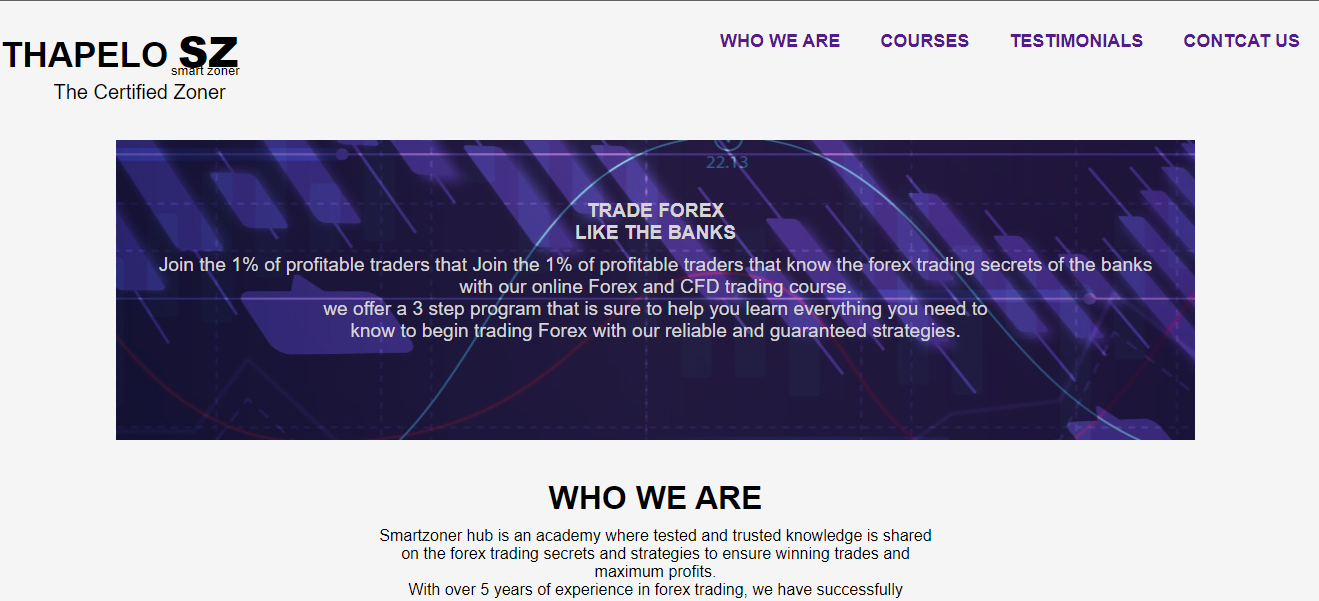 THAPELO SZ
smart zoner
The Certified Zoner
WHO WE ARE COURSES TESTIMONIALS CONTCAT US
22.13
TRADE FOREX
LIKE THE BANKS
Join the 1% of profitable traders that Join the 1% of profitable traders that know the forex trading secrets of the banks
with our online Forex and CFD trading course.
we offer a 3 step program that is sure to help you learn everything you need to
know to begin trading Forex with our reliable and guaranteed strategies.
WHO WE ARE
Smartzoner hub is an academy where tested and trusted knowledge is shared
on the forex trading secrets and strategies to ensure winning trades and
maximum profits.
With over 5 years of experience in forex trading, we have successfully